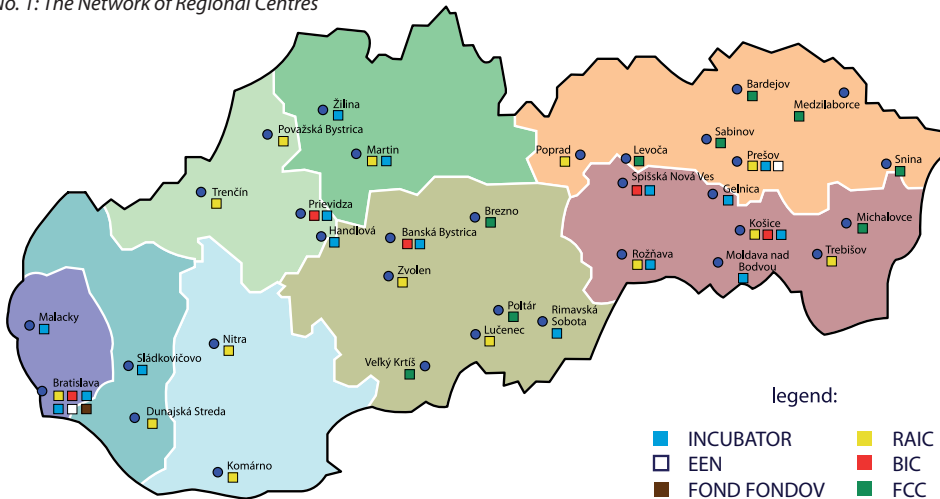 No. 1: The Network of Regional Centres
Žilina
Považská Bystrica
Martin
Trenčín
Prievidza
Handlová
Bardejov
Medzilaborce
Sabinov
Poprad
Levoča
Prešov
Snina
Spišská Nová Ves
Gelnica
Brezno
Banská Bystrica
Košice
Michalovce
Rožňava
Moldava nad
Bodvou
Trebišov
Zvolen
Poltár
Rimavská
Sobota
Lučenec
Veľký Krtíš
Malacky
Nitra
Sládkovičovo
Bratislava
Dunajská Streda
Komárno
legend:
INCUBATOR
RAIC
EEN
BIC
FOND FONDOV
FCC